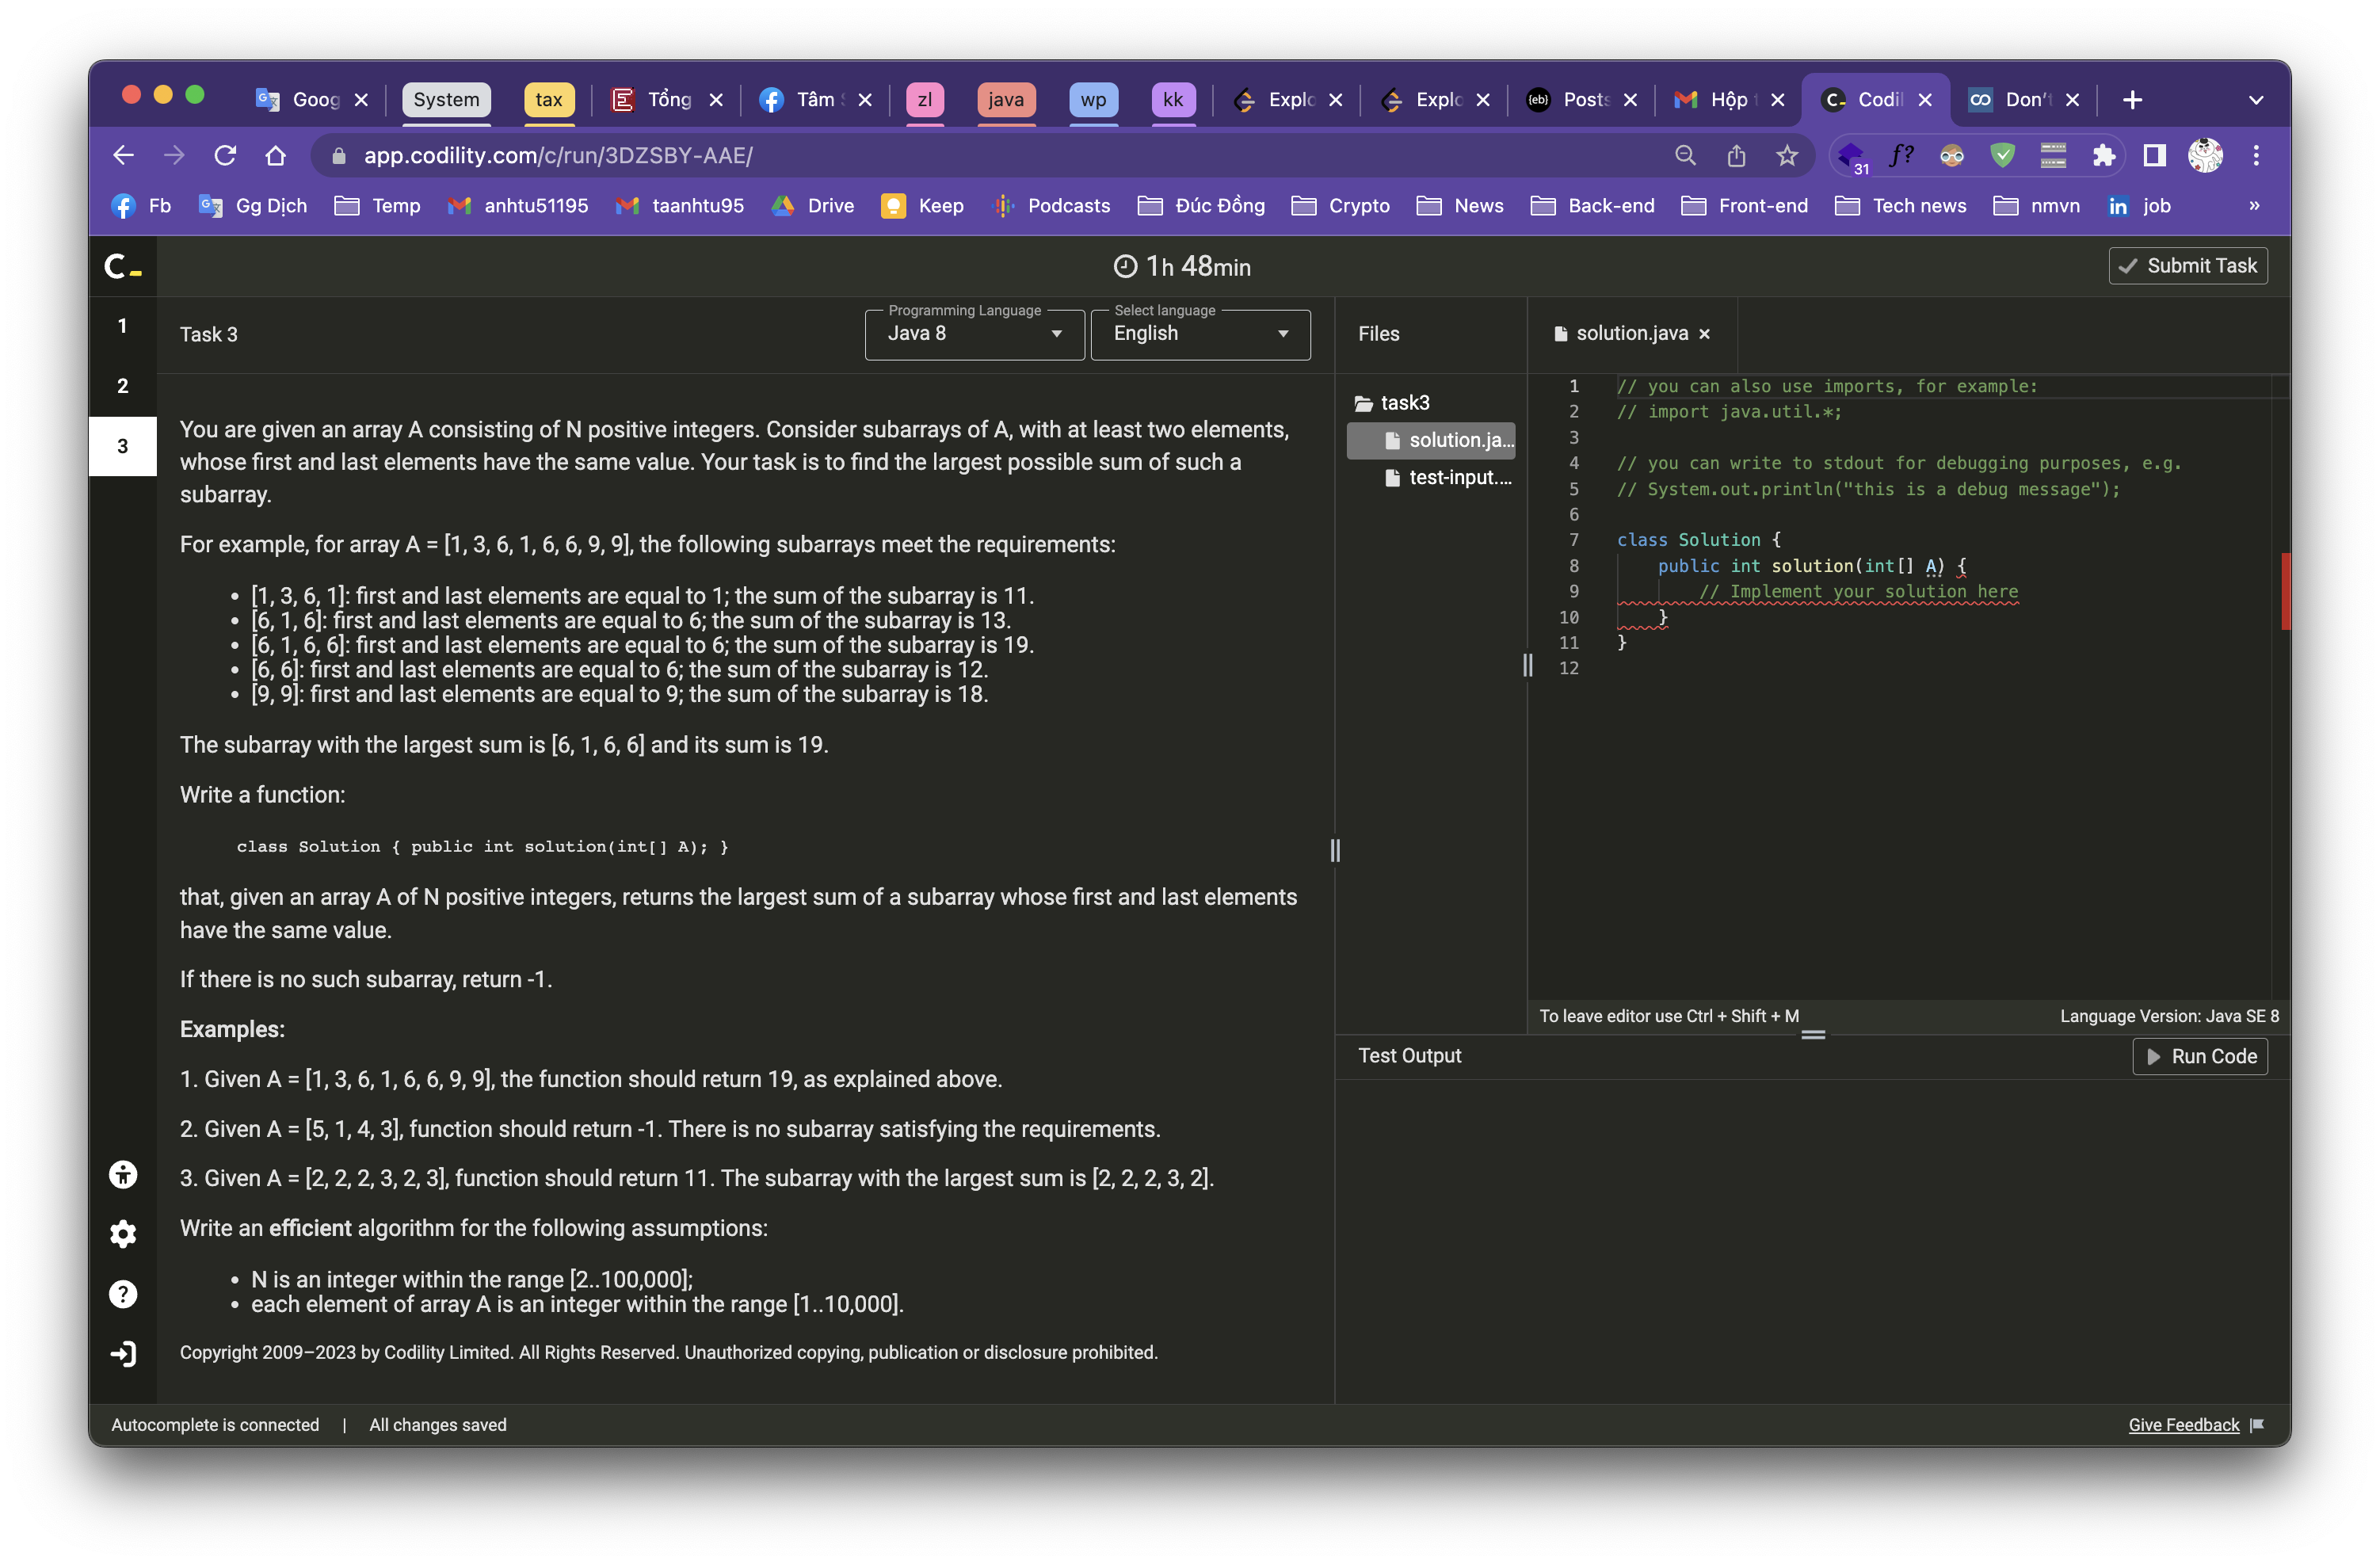 Goog
System
tax
Tổng
Tâm
zl
java
wp
kk
Explo
Explo
{eb} Posts
Hộp
Codil
Don't
app.codility.com/c/run/3DZSBY-AAE/
f?
31
Fb
Gg Dịch
Temp
anhtu51195
taanhtu95
Drive
Keep
Podcasts
Đúc Đồng
Crypto
News
Back-end
Front-end
Tech news
nmvn
in job
»
1h 48min
Submit Task
1
2
3
Task 3
Programming Language
Java 8
Select language
English
You are given an array A consisting of N positive integers. Consider subarrays of A, with at least two elements,
whose first and last elements have the same value. Your task is to find the largest possible sum of such a
subarray.
For example, for array A = [1, 3, 6, 1, 6, 6, 9, 9], the following subarrays meet the requirements:
• [1, 3, 6, 1]: first and last elements are equal to 1; the sum of the subarray is 11.
• [6, 1, 6]: first and last elements are equal to 6; the sum of the subarray is 13.
• [6, 1, 6, 6]: first and last elements are equal to 6; the sum of the subarray is 19.
• [6, 6]: first and last elements are equal to 6; the sum of the subarray is 12.
• [9, 9]: first and last elements are equal to 9; the sum of the subarray is 18.
The subarray with the largest sum is [6, 1, 6, 6] and its sum is 19.
Write a function:
class Solution { public int solution(int[] A); }
that, given an array A of N positive integers, returns the largest sum of a subarray whose first and last elements
have the same value.
If there is no such subarray, return -1.
Examples:
1. Given A = [1, 3, 6, 1, 6, 6, 9, 9], the function should return 19, as explained above.
2. Given A = [5, 1, 4, 3], function should return -1. There is no subarray satisfying the requirements.
3. Given A = [2, 2, 2, 3, 2, 3], function should return 11. The subarray with the largest sum is [2, 2, 2, 3, 2].
Write an efficient algorithm for the following assumptions:
• N is an integer within the range [2..100,000];
• each element of array A is an integer within the range [1..10,000].
Copyright 2009–2023 by Codility Limited. All Rights Reserved. Unauthorized copying, publication or disclosure prohibited.
Files
task3
solution.ja...
test-input....
solution.java
1 // you can also use imports, for example:
2 // import java.util.*;
3
4 // you can write to stdout for debugging purposes, e.g.
5 // System.out.println("this is a debug message");
6
7 class Solution {
8 public int solution(int[] A) {
9 // Implement your solution here
10 }
11 }
12
To leave editor use Ctrl + Shift + M
Language Version: Java SE 8
Test Output
Run Code
Autocomplete is connected | All changes saved
Give Feedback